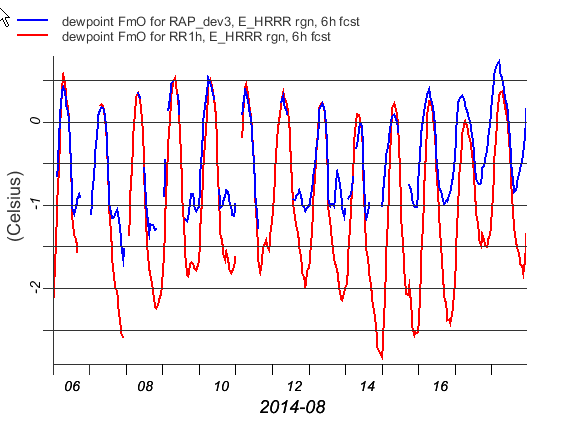 dewpoint FmO for RAP_dev3, E_HRRR rgn, 6h fcst
dewpoint FmO for RR1h, E_HRRR rgn, 6h fcst
0
-1
-2
(Celsius)
06 08 10 12 14 16
2014-08